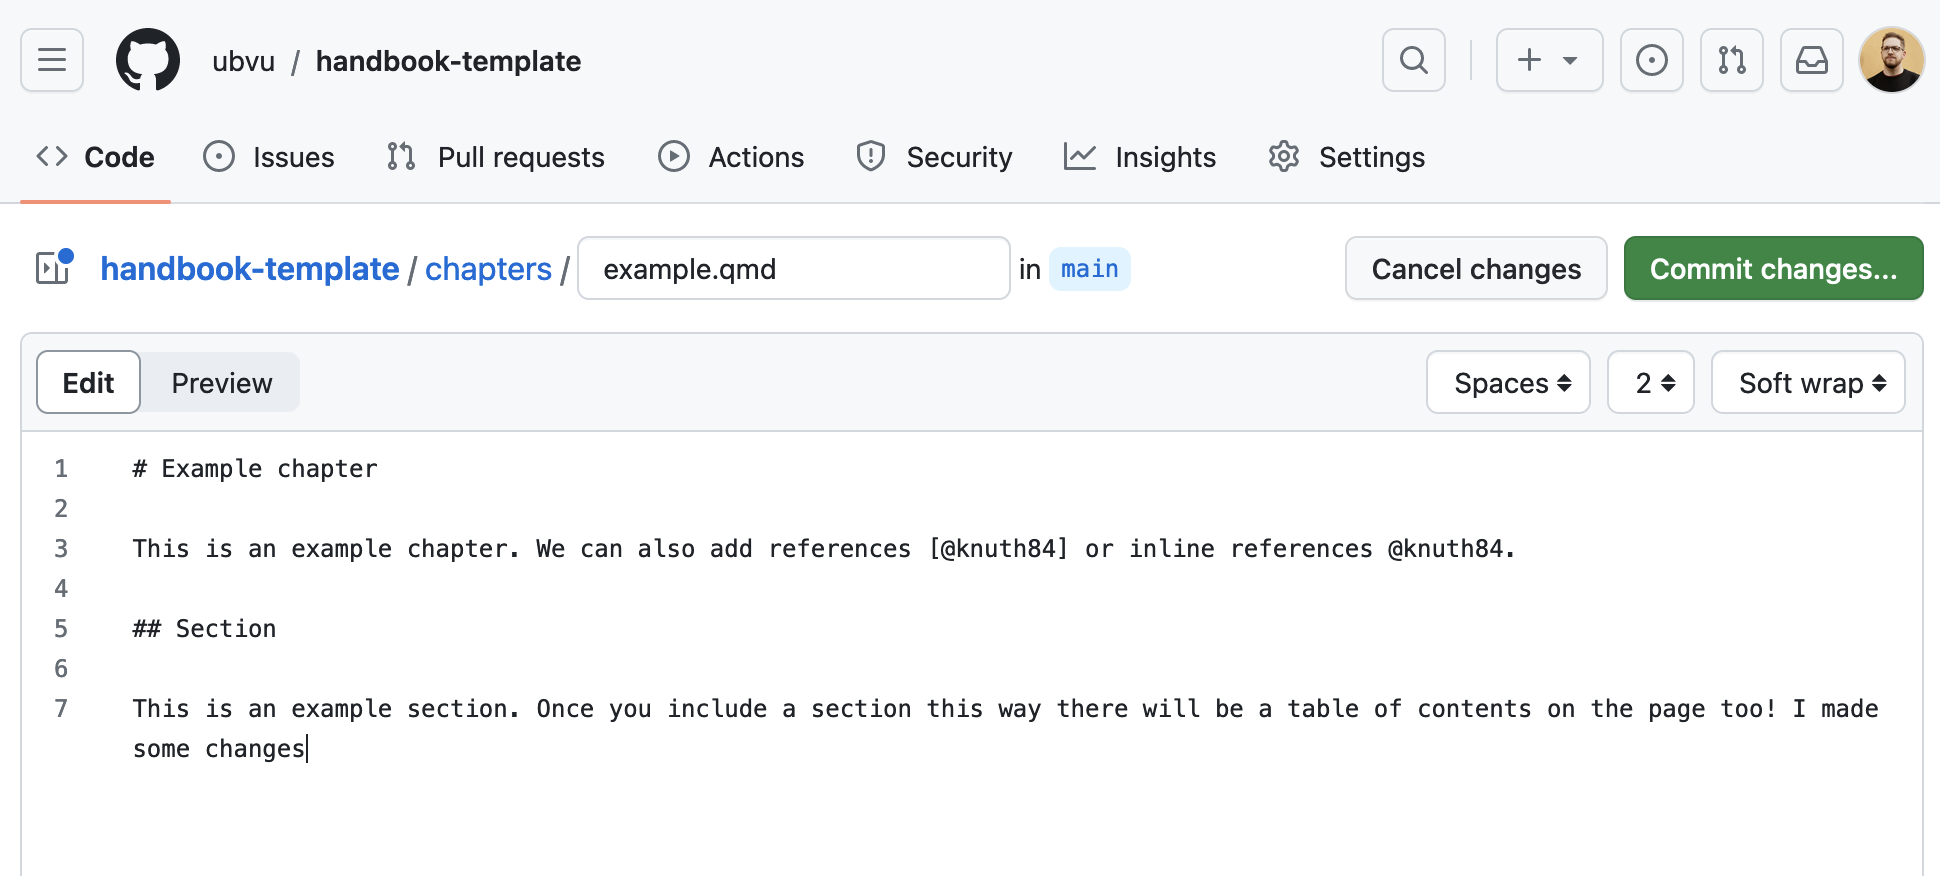 ubvu / handbook-template
Code Issues Pull requests Actions Security Insights Settings
handbook-template / chapters / example.qmd in main Cancel changes Commit changes...
Edit Preview Spaces 2 Soft wrap
1 # Example chapter
2
3 This is an example chapter. We can also add references [@knuth84] or inline references @knuth84.
4
5 ## Section
6
7 This is an example section. Once you include a section this way there will be a table of contents on the page too! I made
some changes